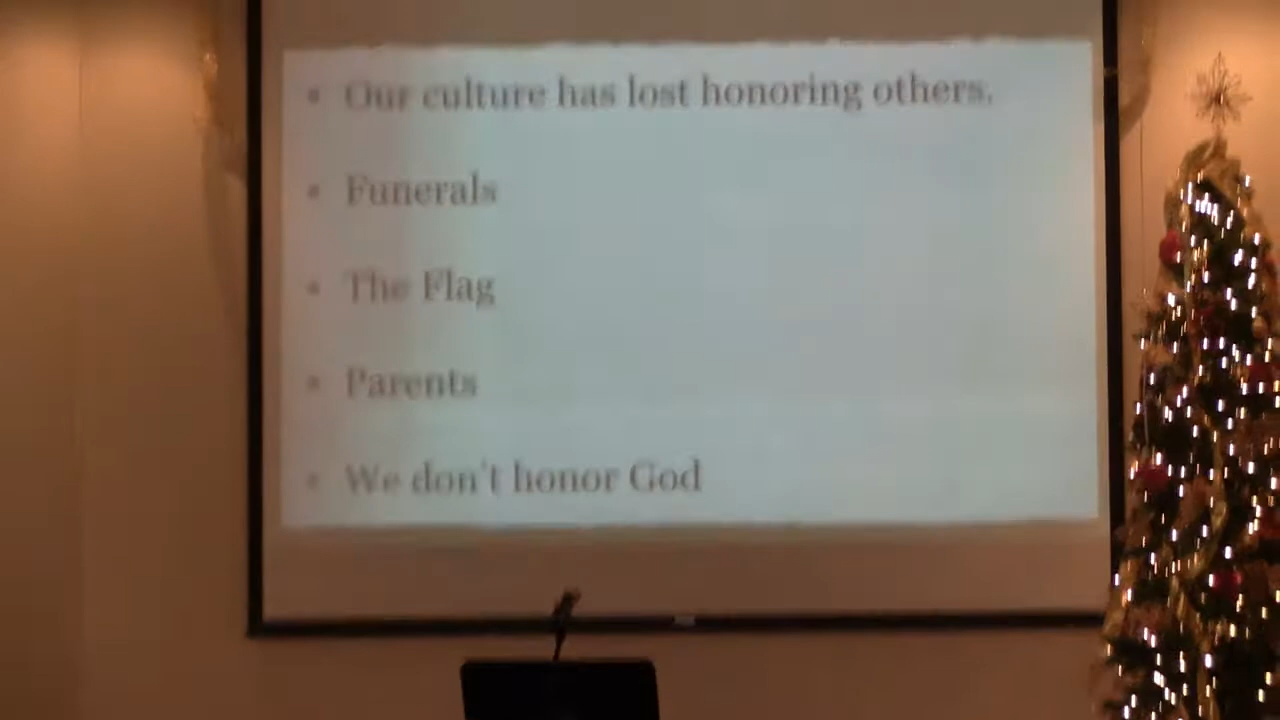 • Our culture has lost honoring others.
• Funerals
• The Flag
• Parents
• We don't honor God